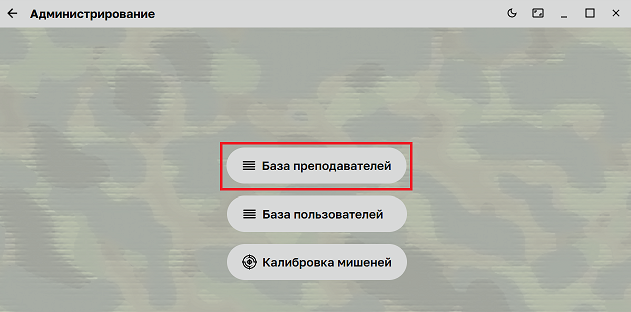 Администрирование
База преподавателей
База пользователей
Калибровка мишеней